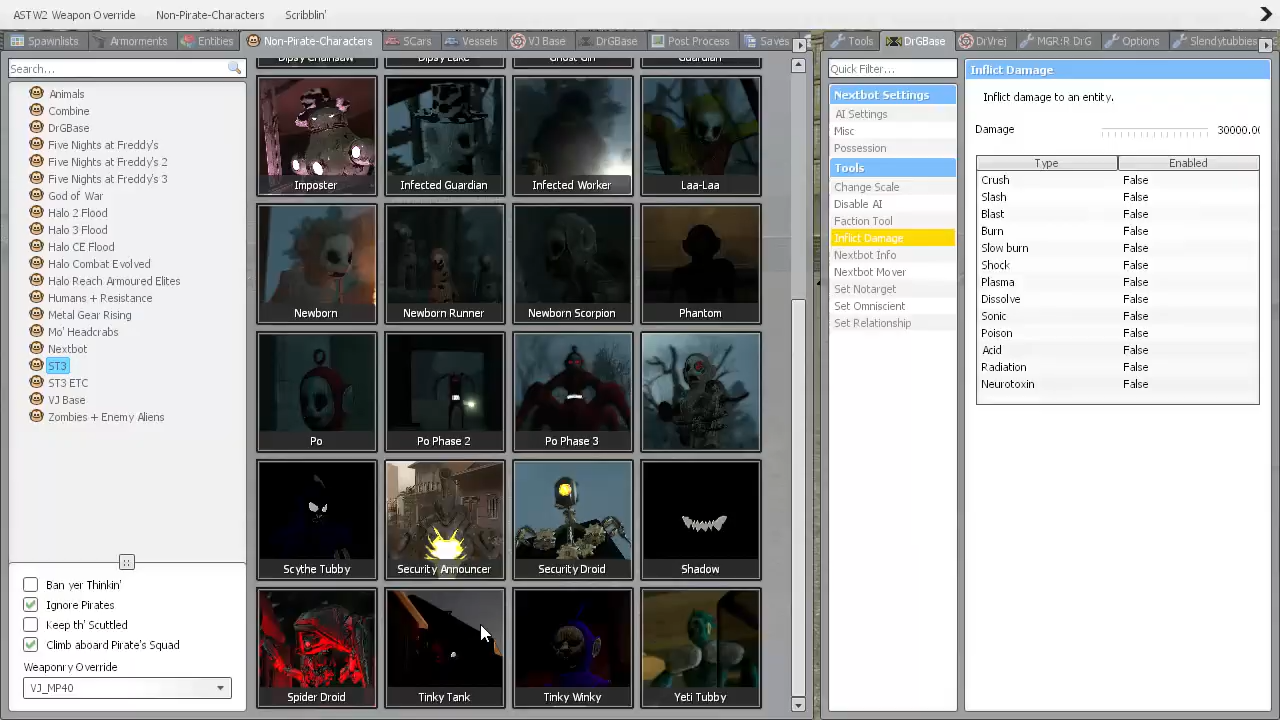 ASTW2 Weapon Override Non-Pirate-Characters Scribblin'
Spawnlists Armorments Entities Non-Pirate-Characters SCars Vessels VJ Base DrGBase Post Process Saves
Tools DrGBase DrVrej MGR:R DrG Options Slendytubbies
Search...
Animals
Combine
DrGBase
Five Nights at Freddy's
Five Nights at Freddy's 2
Five Nights at Freddy's 3
God of War
Halo 2 Flood
Halo 3 Flood
Halo CE Flood
Halo Combat Evolved
Halo Reach Armoured Elites
Humans + Resistance
Metal Gear Rising
Mo' Headcrabs
Nextbot
ST3
ST3 ETC
VJ Base
Zombies + Enemy Aliens
Ban yer Thinkin'
Ignore Pirates
Keep th' Scuttled
Climb aboard Pirate's Squad
Weaponry Override
VJ_MP40
Dipsy Chainsaw Dipsy Lake Ghost Girl Guardian
Imposter Infected Guardian Infected Worker Laa-Laa
Newborn Newborn Runner Newborn Scorpion Phantom
Po Po Phase 2 Po Phase 3
Scythe Tubby Security Announcer Security Droid Shadow
Spider Droid Tinky Tank Tinky Winky Yeti Tubby
Quick Filter...
Nextbot Settings
AI Settings
Misc
Possession
Tools
Change Scale
Disable AI
Faction Tool
Inflict Damage
Nextbot Info
Nextbot Mover
Set Notarget
Set Omniscient
Set Relationship
Inflict Damage
Inflict damage to an entity.
Damage 30000.0
Type Enabled
Crush False
Slash False
Blast False
Burn False
Slow burn False
Shock False
Plasma False
Dissolve False
Sonic False
Poison False
Acid False
Radiation False
Neurotoxin False